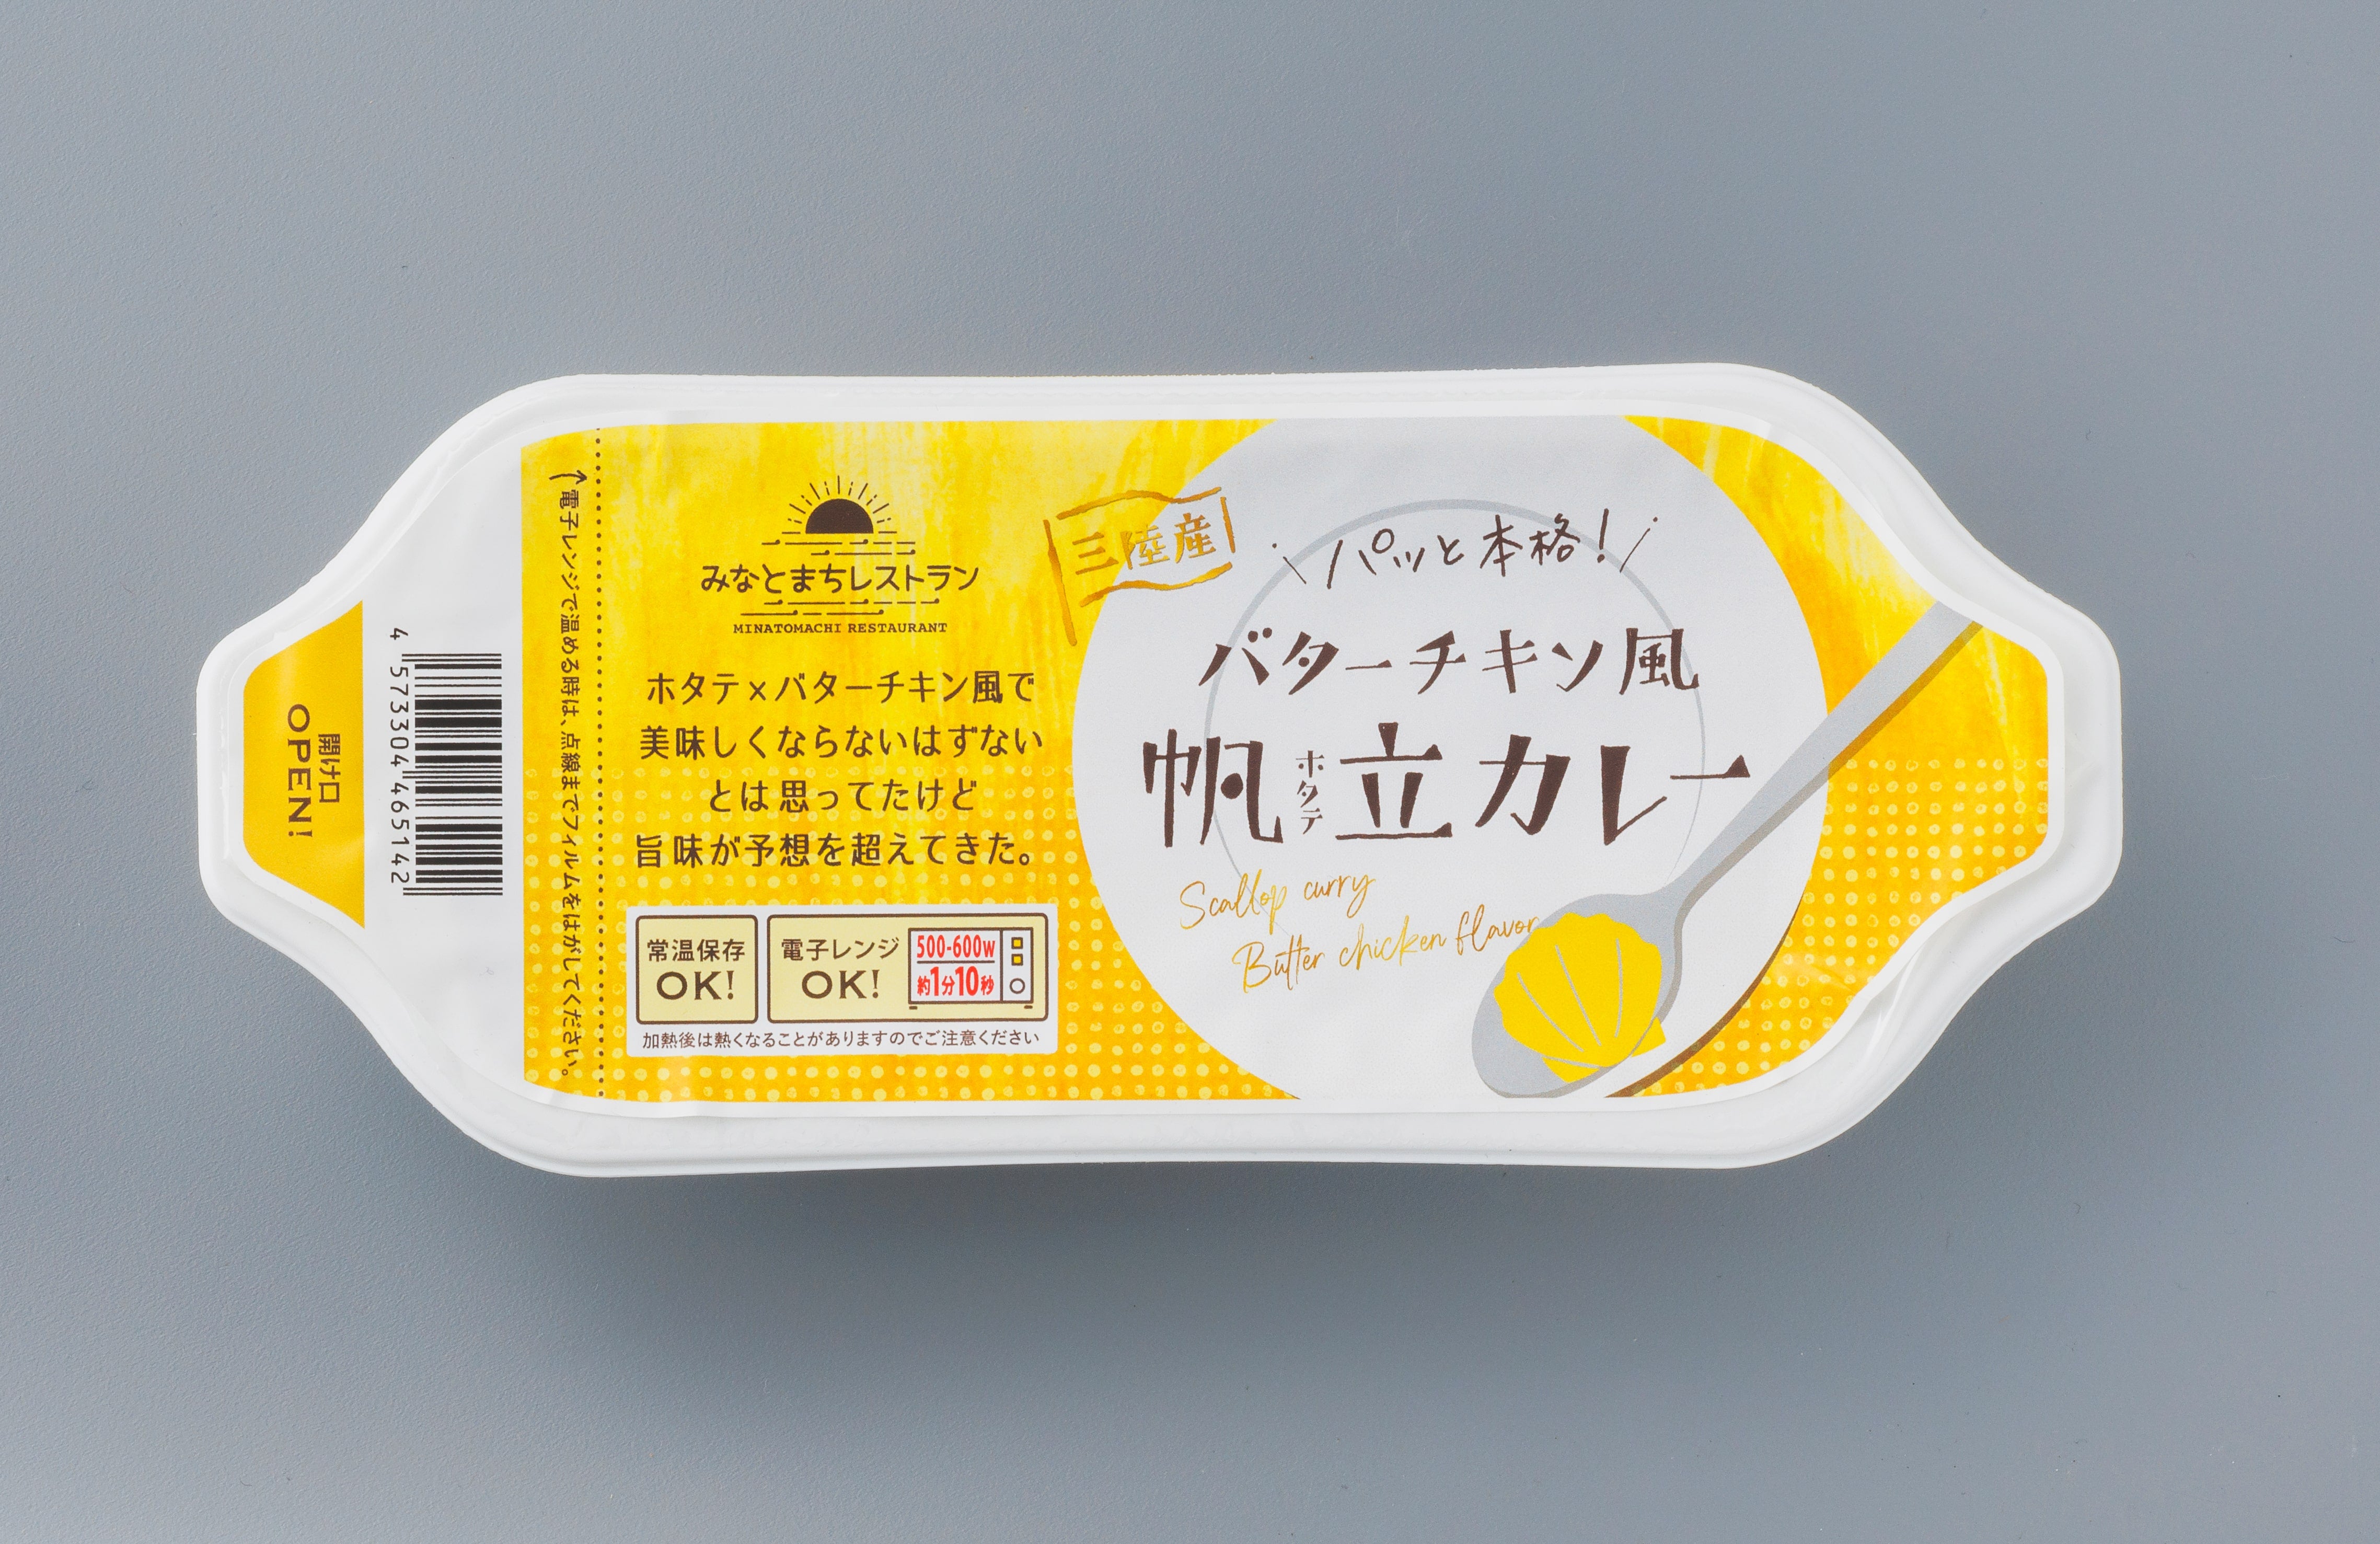 開け口
OPEN!
4 573304 465142
電子レンジで温める時は、点線までフィルムをはがしてください。
みなとまちレストラン
MINATOMACHI RESTAURANT
ホタテ×バターチキン風で
美味しくならないはずない
とは思ってたけど
旨味が予想を超えてきた。
常温保存
OK!
電子レンジ
OK!
500-600w
約1分10秒
加熱後は熱くなることがありますのでご注意ください
三陸産
パッと本格！
バターチキン風
帆立カレー
ホタテ
Scallop curry
Butter chicken flavor